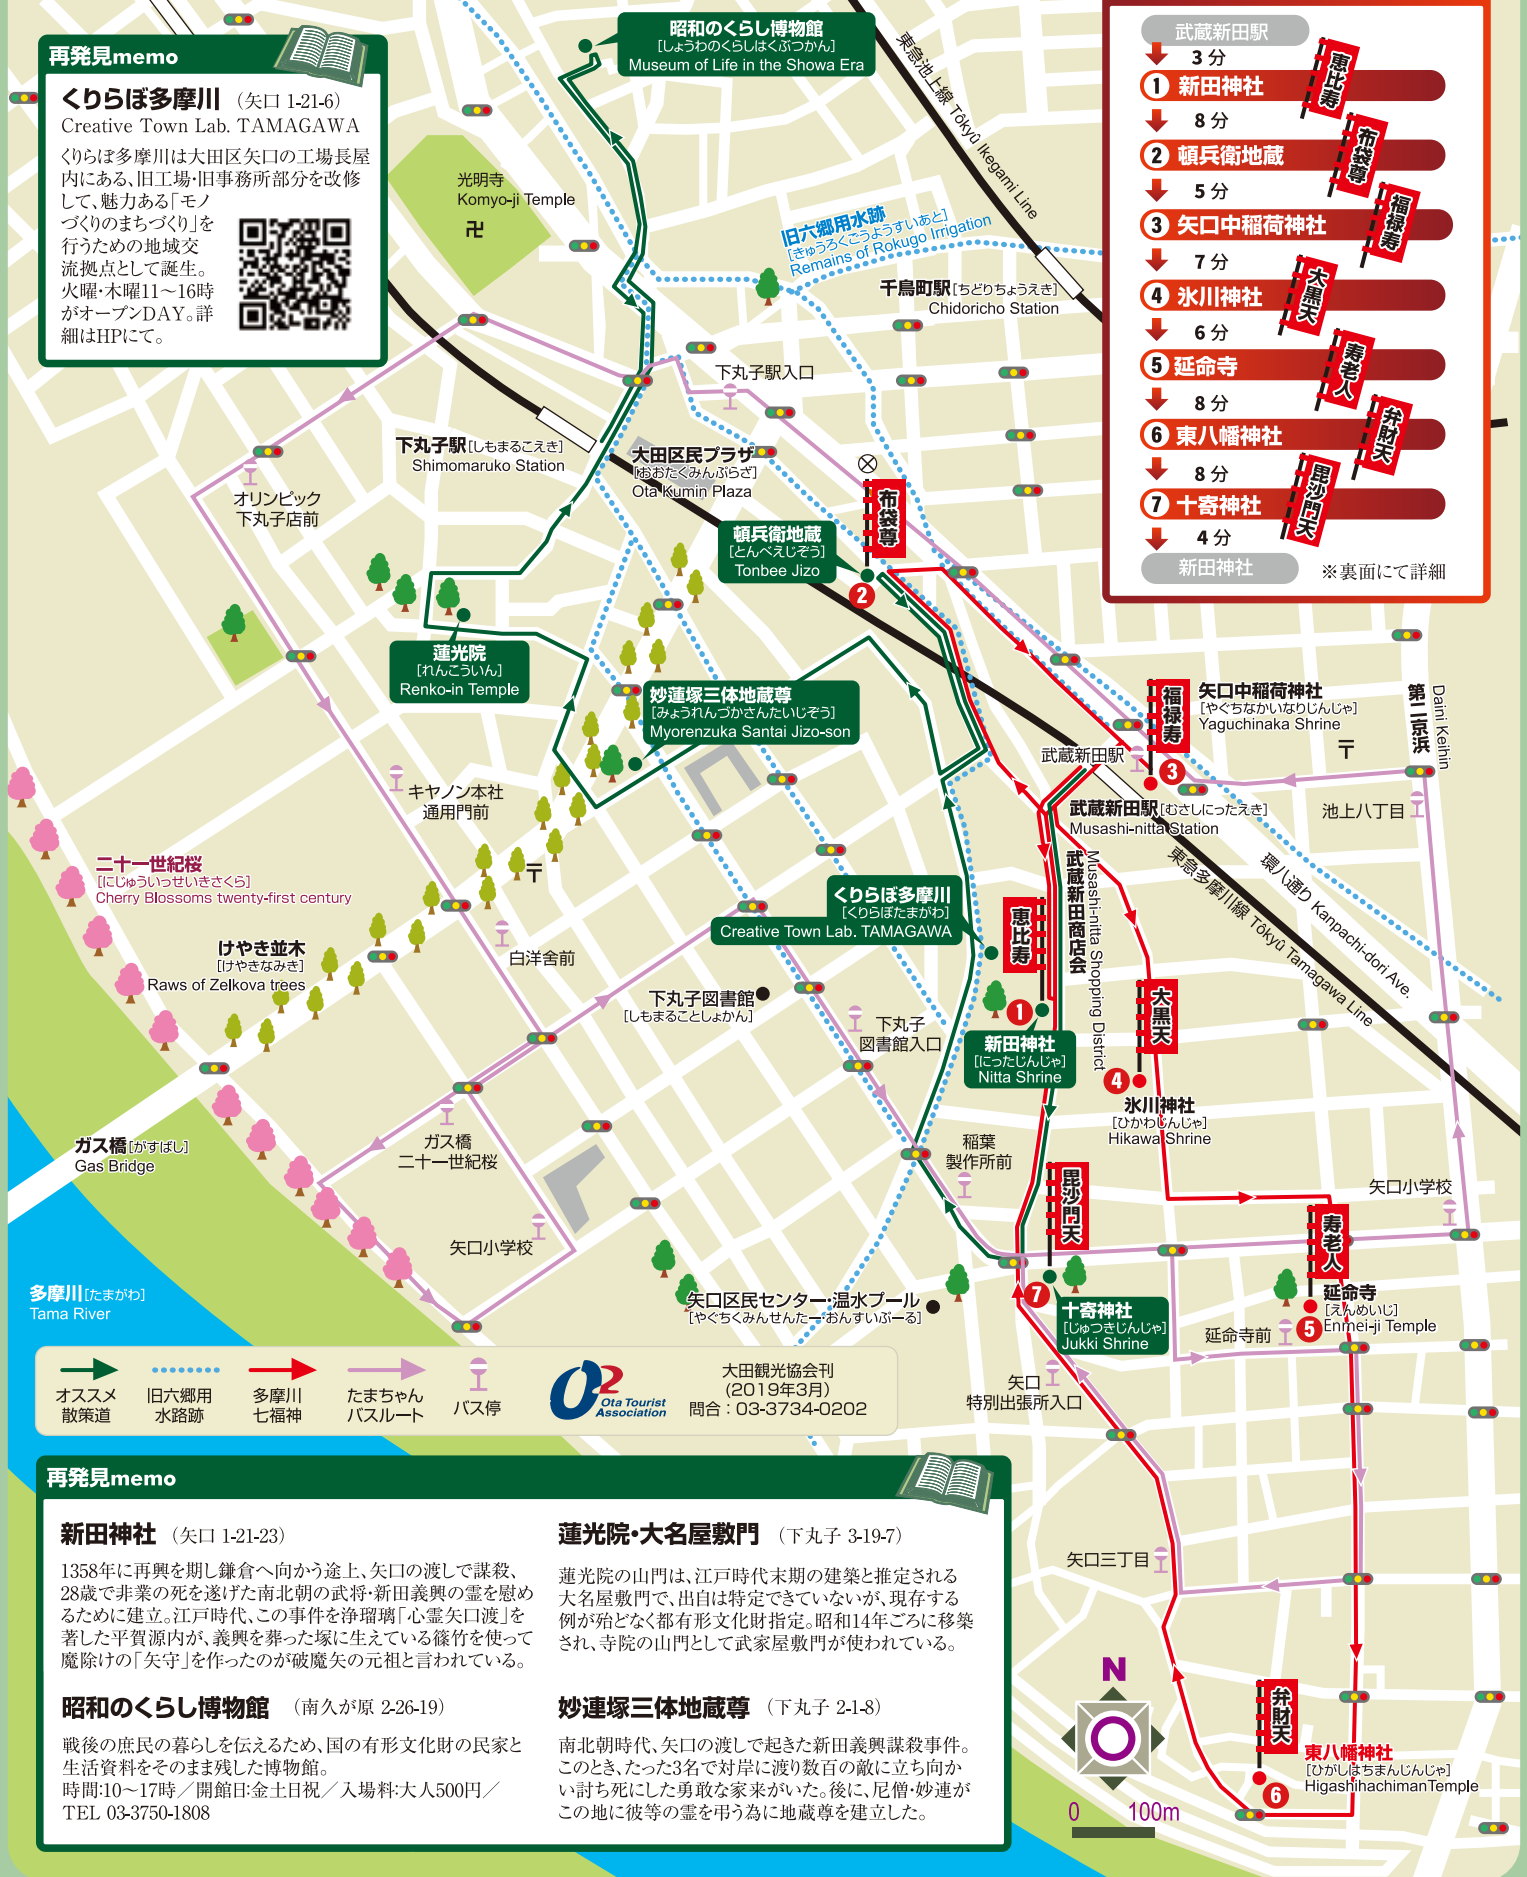 再発見memo
くりらぼ多摩川 (矢口 1-21-6)
Creative Town Lab. TAMAGAWA
くりらぼ多摩川は大田区矢口の工場長屋
内にある、旧工場・旧事務所部分を改修
して、魅力ある「モノ
づくりのまちづくり」を
行うための地域交
流拠点として誕生。
火曜・木曜11～16時
がオープンDAY。詳
細はHPにて。
昭和のくらし博物館
[しょうわのくらしはくぶつかん]
Museum of Life in the Showa Era
東急池上線 Tōkyū Ikegami Line
光明寺
Komyo-ji Temple
卍
旧六郷用水跡
[きゅうろくごうようすいあと]
Remains of Rokugo Irrigation
千鳥町駅[ちどりちょうえき]
Chidoricho Station
武蔵新田駅
3 分
1 新田神社
恵比寿
8 分
2 頓兵衛地蔵
布袋尊
5 分
3 矢口中稲荷神社
福禄寿
7 分
4 氷川神社
大黒天
6 分
5 延命寺
寿老人
8 分
6 東八幡神社
弁財天
8 分
7 十寄神社
毘沙門天
4 分
新田神社
※裏面にて詳細
下丸子駅入口
下丸子駅[しもまるこえき]
Shimomaruko Station
大田区民プラザ
[おおたくみんぷらざ]
Ota Kumin Plaza
オリンピック
下丸子店前
布袋尊
頓兵衛地蔵
[とんべえじぞう]
Tonbee Jizo
2
蓮光院
[れんこういん]
Renko-in Temple
妙蓮塚三体地蔵尊
[みょうれんづかさんたいじぞう]
Myorenzuka Santai Jizo-son
福禄寿
矢口中稲荷神社
[やぐちなかいなりじんじゃ]
Yaguchinaka Shrine
3
第二京浜
Daini Keihin
〒
武蔵新田駅
武蔵新田駅[むさしにったえき]
Musashi-nitta Station
池上八丁目
キヤノン本社
通用門前
二十一世紀桜
[にじゅういっせいきさくら]
Cherry Blossoms twenty-first century
〒
東急多摩川線 Tōkyū Tamagawa Line
環八通り Kanpachi-dori Ave.
武蔵新田商店会
Musashi-nitta Shopping District
くりらぼ多摩川
[くりらぼたまがわ]
Creative Town Lab. TAMAGAWA
恵比寿
けやき並木
[けやきなみき]
Raws of Zelkova trees
白洋舎前
下丸子図書館
[しもまることしょかん]
下丸子
図書館入口
1
新田神社
[にったじんじゃ]
Nitta Shrine
大黒天
4
氷川神社
[ひかわじんじゃ]
Hikawa Shrine
ガス橋[がすばし]
Gas Bridge
ガス橋
二十一世紀桜
稲葉
製作所前
毘沙門天
矢口小学校
寿老人
矢口小学校
多摩川[たまがわ]
Tama River
矢口区民センター・温水プール
[やぐちくみんせんたー・おんすいぷーる]
7
十寄神社
[じゅつきじんじゃ]
Jukki Shrine
延命寺
[えんめいじ]
Enmei-ji Temple
5
延命寺前
オススメ
散策道
旧六郷用
水路跡
多摩川
七福神
たまちゃん
バスルート
バス停
O2
Ota Tourist
Association
大田観光協会刊
(2019年3月)
問合：03-3734-0202
矢口
特別出張所入口
矢口三丁目
再発見memo
新田神社 (矢口 1-21-23)
1358年に再興を期し鎌倉へ向かう途上、矢口の渡しで謀殺、
28歳で非業の死を遂げた南北朝の武将・新田義興の霊を慰め
るために建立。江戸時代、この事件を浄瑠璃「心霊矢口渡」を
著した平賀源内が、義興を葬った塚に生えている篠竹を使って
魔除けの「矢守」を作ったのが破魔矢の元祖と言われている。
昭和のくらし博物館 (南久が原 2-26-19)
戦後の庶民の暮らしを伝えるため、国の有形文化財の民家と
生活資料をそのまま残した博物館。
時間:10～17時／開館日:金土日祝／入場料:大人500円／
TEL 03-3750-1808
蓮光院・大名屋敷門 (下丸子 3-19-7)
蓮光院の山門は、江戸時代末期の建築と推定される
大名屋敷門で、出自は特定できていないが、現存する
例が殆どなく都有形文化財指定。昭和14年ごろに移築
され、寺院の山門として武家屋敷門が使われている。
妙連塚三体地蔵尊 (下丸子 2-1-8)
南北朝時代、矢口の渡しで起きた新田義興謀殺事件。
このとき、たった3名で対岸に渡り数百の敵に立ち向か
い討ち死にした勇敢な家来がいた。後に、尼僧・妙連が
この地に彼等の霊を弔う為に地蔵尊を建立した。
N
0 100m
弁財天
東八幡神社
[ひがしはちまんじんじゃ]
HigashihachimanTemple
6